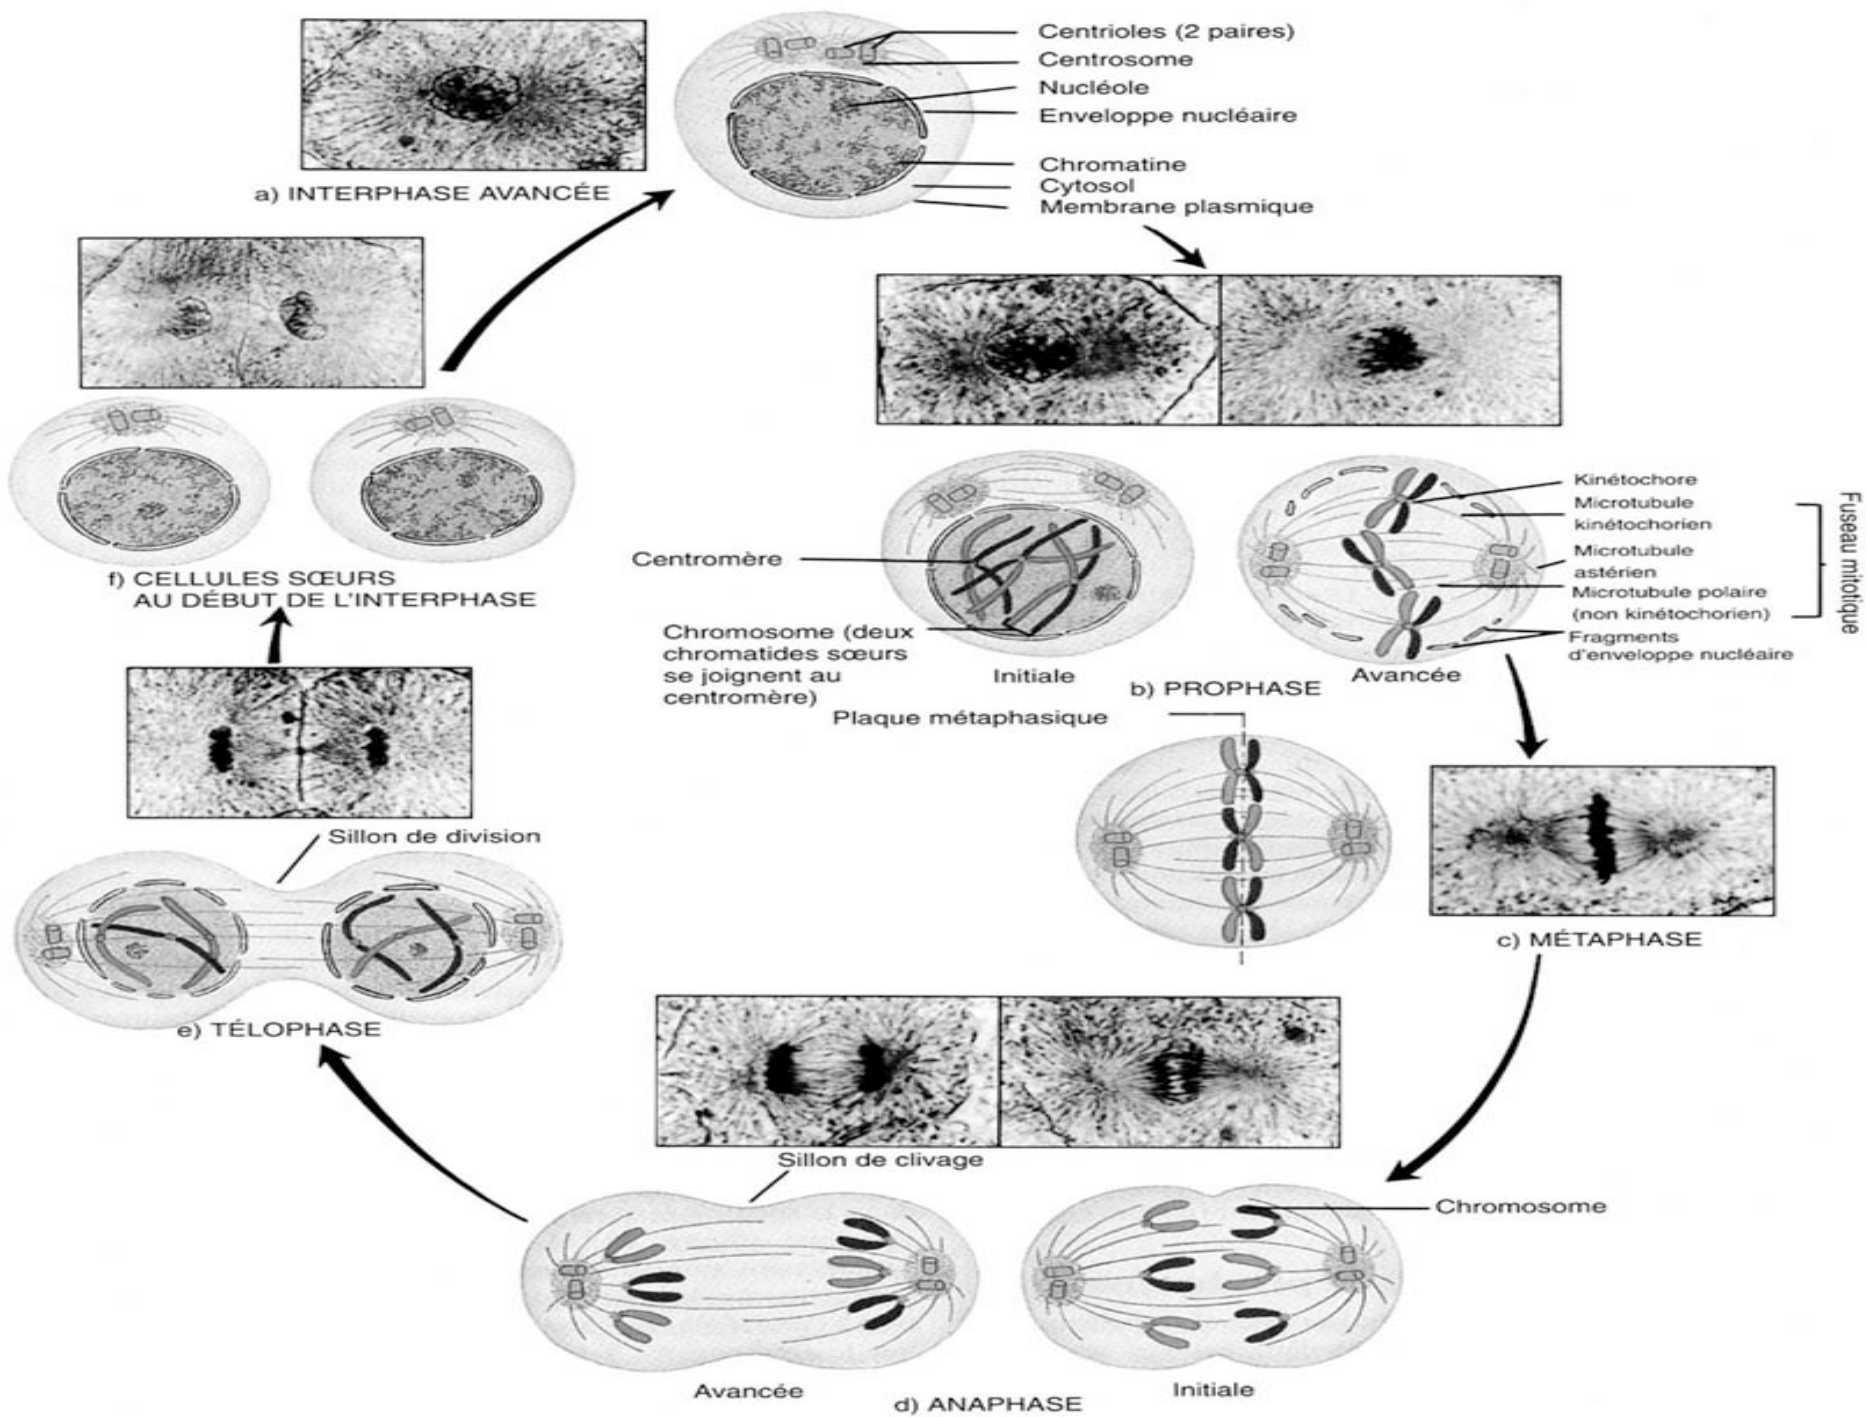 Centrioles (2 paires)
Centrosome
Nucléole
Enveloppe nucléaire
Chromatine
Cytosol
Membrane plasmique
a) INTERPHASE AVANCÉE
Kinétochore
Microtubule
kinétochorien
Microtubule
astérien
Microtubule polaire
(non kinétochorien)
Fuseau mitotique
Fragments
d'enveloppe nucléaire
Centromère
Chromosome (deux
chromatides sœurs
se joignent au
centromère)
Initiale
Avancée
b) PROPHASE
Plaque métaphasique
c) MÉTAPHASE
Chromosome
Sillon de clivage
Avancée
Initiale
d) ANAPHASE
Sillon de division
e) TÉLOPHASE
f) CELLULES SŒURS
AU DÉBUT DE L'INTERPHASE